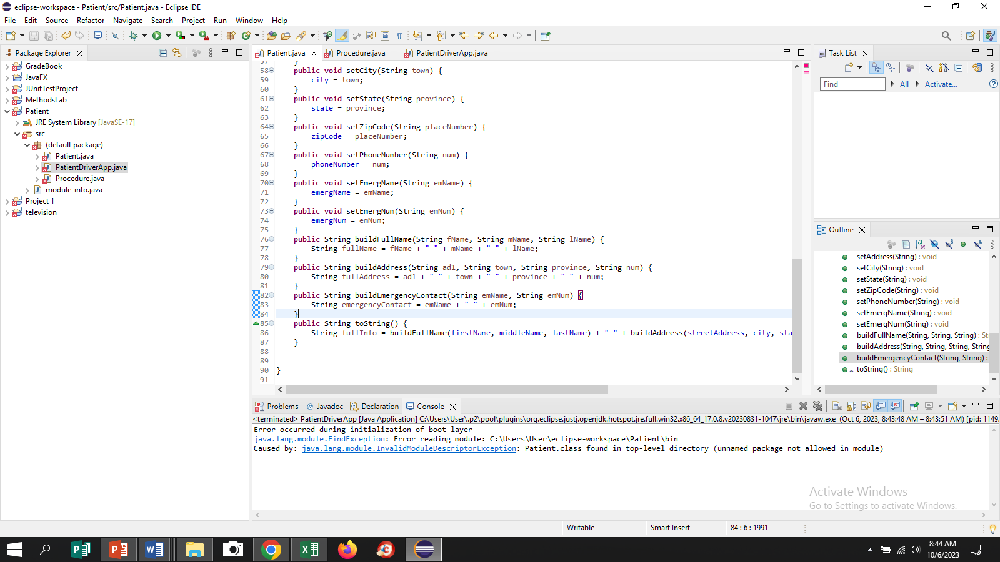 eclipse-workspace - Patient/src/Patient.java - Eclipse IDE
File Edit Source Refactor Navigate Search Project Run Window Help
Package Explorer
GradeBook
JavaFX
JUnitTestProject
MethodsLab
Patient
JRE System Library [JavaSE-17]
src
(default package)
Patient.java
PatientDriverApp.java
Procedure.java
module-info.java
Project 1
television
Patient.java Procedure.java PatientDriverApp.java
57 }
58 public void setCity(String town) {
59 city = town;
60 }
61 public void setState(String province) {
62 state = province;
63 }
64 public void setZipCode(String placeNumber) {
65 zipCode = placeNumber;
66 }
67 public void setPhoneNumber(String num) {
68 phoneNumber = num;
69 }
70 public void setEmergName(String emName) {
71 emergName = emName;
72 }
73 public void setEmergNum(String emNum) {
74 emergNum = emNum;
75 }
76 public String buildFullName(String fName, String mName, String lName) {
77 String fullName = fName + " " + mName + " " + lName;
78 }
79 public String buildAddress(String ad1, String town, String province, String num) {
80 String fullAddress = ad1 + " " + town + " " + province + " " + num;
81 }
82 public String buildEmergencyContact(String emName, String emNum) {
83 String emergencyContact = emName + " " + emNum;
84 }
85 public String toString() {
86 String fullInfo = buildFullName(firstName, middleName, lastName) + " " + buildAddress(streetAddress, city, sta
87 }
88
89
90 }
91
Task List
Find All Activate...
Outline
setAddress(String) : void
setCity(String) : void
setState(String) : void
setZipCode(String) : void
setPhoneNumber(String) : void
setEmergName(String) : void
setEmergNum(String) : void
buildFullName(String, String, String) : St
buildAddress(String, String, String, String
buildEmergencyContact(String, String) :
toString() : String
Problems @ Javadoc Declaration Console
<terminated> PatientDriverApp [Java Application] C:\Users\User\.p2\pool\plugins\org.eclipse.justj.openjdk.hotspot.jre.full.win32.x86_64_17.0.8.v20230831-1047\jre\bin\javaw.exe (Oct 6, 2023, 8:43:48 AM – 8:43:51 AM) [pid: 1149
Error occurred during initialization of boot layer
java.lang.module.FindException: Error reading module: C:\Users\User\eclipse-workspace\Patient\bin
Caused by: java.lang.module.InvalidModuleDescriptorException: Patient.class found in top-level directory (unnamed package not allowed in module)
Activate Windows
Go to Settings to activate Windows.
Writable Smart Insert 84 : 6 : 1991
8:44 AM
10/6/2023